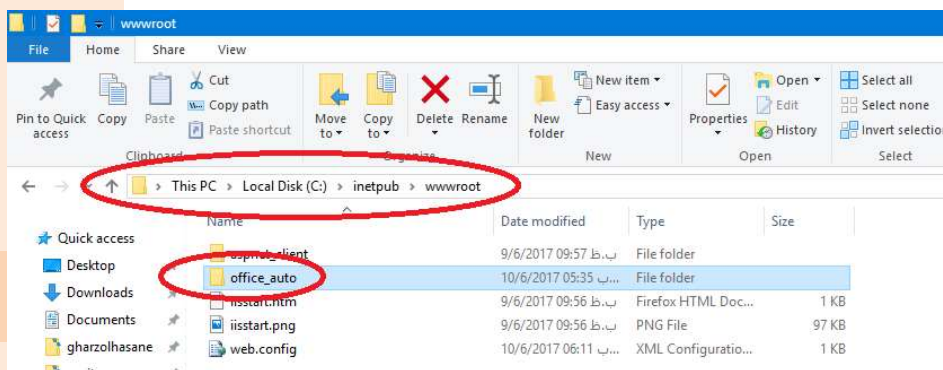 wwwroot
File Home Share View
Pin to Quick access
Copy
Paste
Cut
Copy path
Paste shortcut
Clipboard
Move to
Copy to
Delete
Rename
Organize
New folder
New item
Easy access
New
Properties
Open
Edit
History
Open
Select all
Select none
Invert selectio
Select
This PC > Local Disk (C:) > inetpub > wwwroot
Name Date modified Type Size
Quick access
Desktop
Downloads
Documents
gharzolhasane
aspnet_client 9/6/2017 09:57 ب.ظ File folder
office_auto 10/6/2017 05:35 ب... File folder
iisstart.htm 9/6/2017 09:56 ب.ظ Firefox HTML Doc... 1 KB
iisstart.png 9/6/2017 09:56 ب.ظ PNG File 97 KB
web.config 10/6/2017 06:11 ب... XML Configuratio... 1 KB